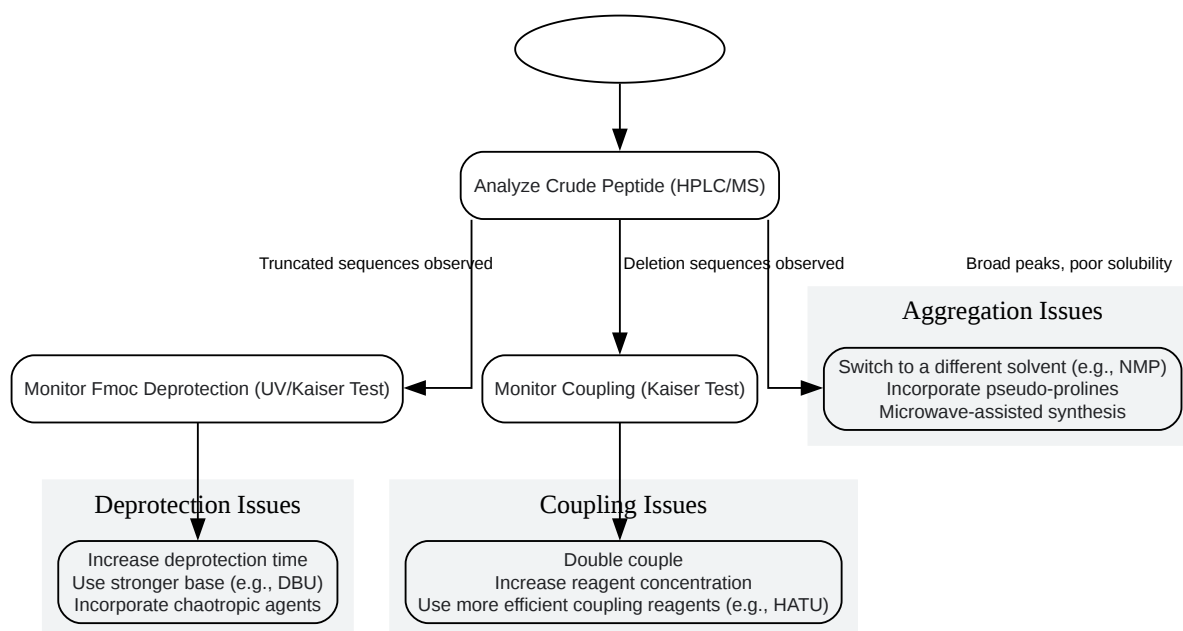 Analyze Crude Peptide (HPLC/MS)
Truncated sequences observed
Deletion sequences observed
Broad peaks, poor solubility
Aggregation Issues
Switch to a different solvent (e.g., NMP)
Incorporate pseudo-prolines
Microwave-assisted synthesis
Monitor Fmoc Deprotection (UV/Kaiser Test)
Monitor Coupling (Kaiser Test)
Deprotection Issues
Increase deprotection time
Use stronger base (e.g., DBU)
Incorporate chaotropic agents
Coupling Issues
Double couple
Increase reagent concentration
Use more efficient coupling reagents (e.g., HATU)